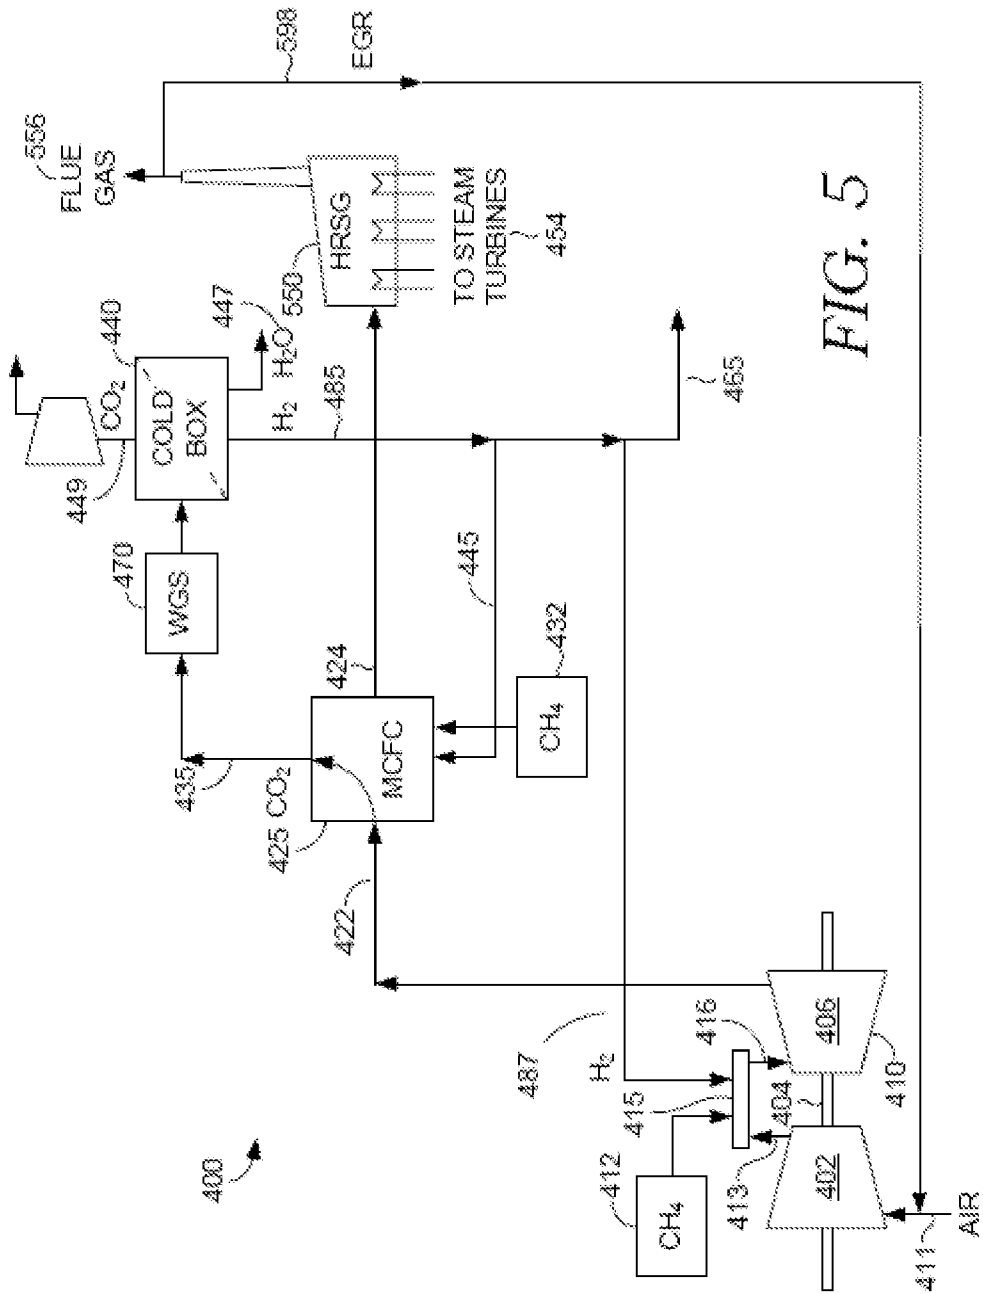 556
FLUE
GAS
598
EGR
449
CO₂
440
470
COLD
BOX
447
H₂O
H₂
485
WGS
435
550
HRSG
TO STEAM
TURBINES
454
400
425
CO₂
424
422
MCFC
445
CH₄
432
465
487
H₂
412
CH₄
415
416
413
404
402
406
410
411
AIR
FIG. 5